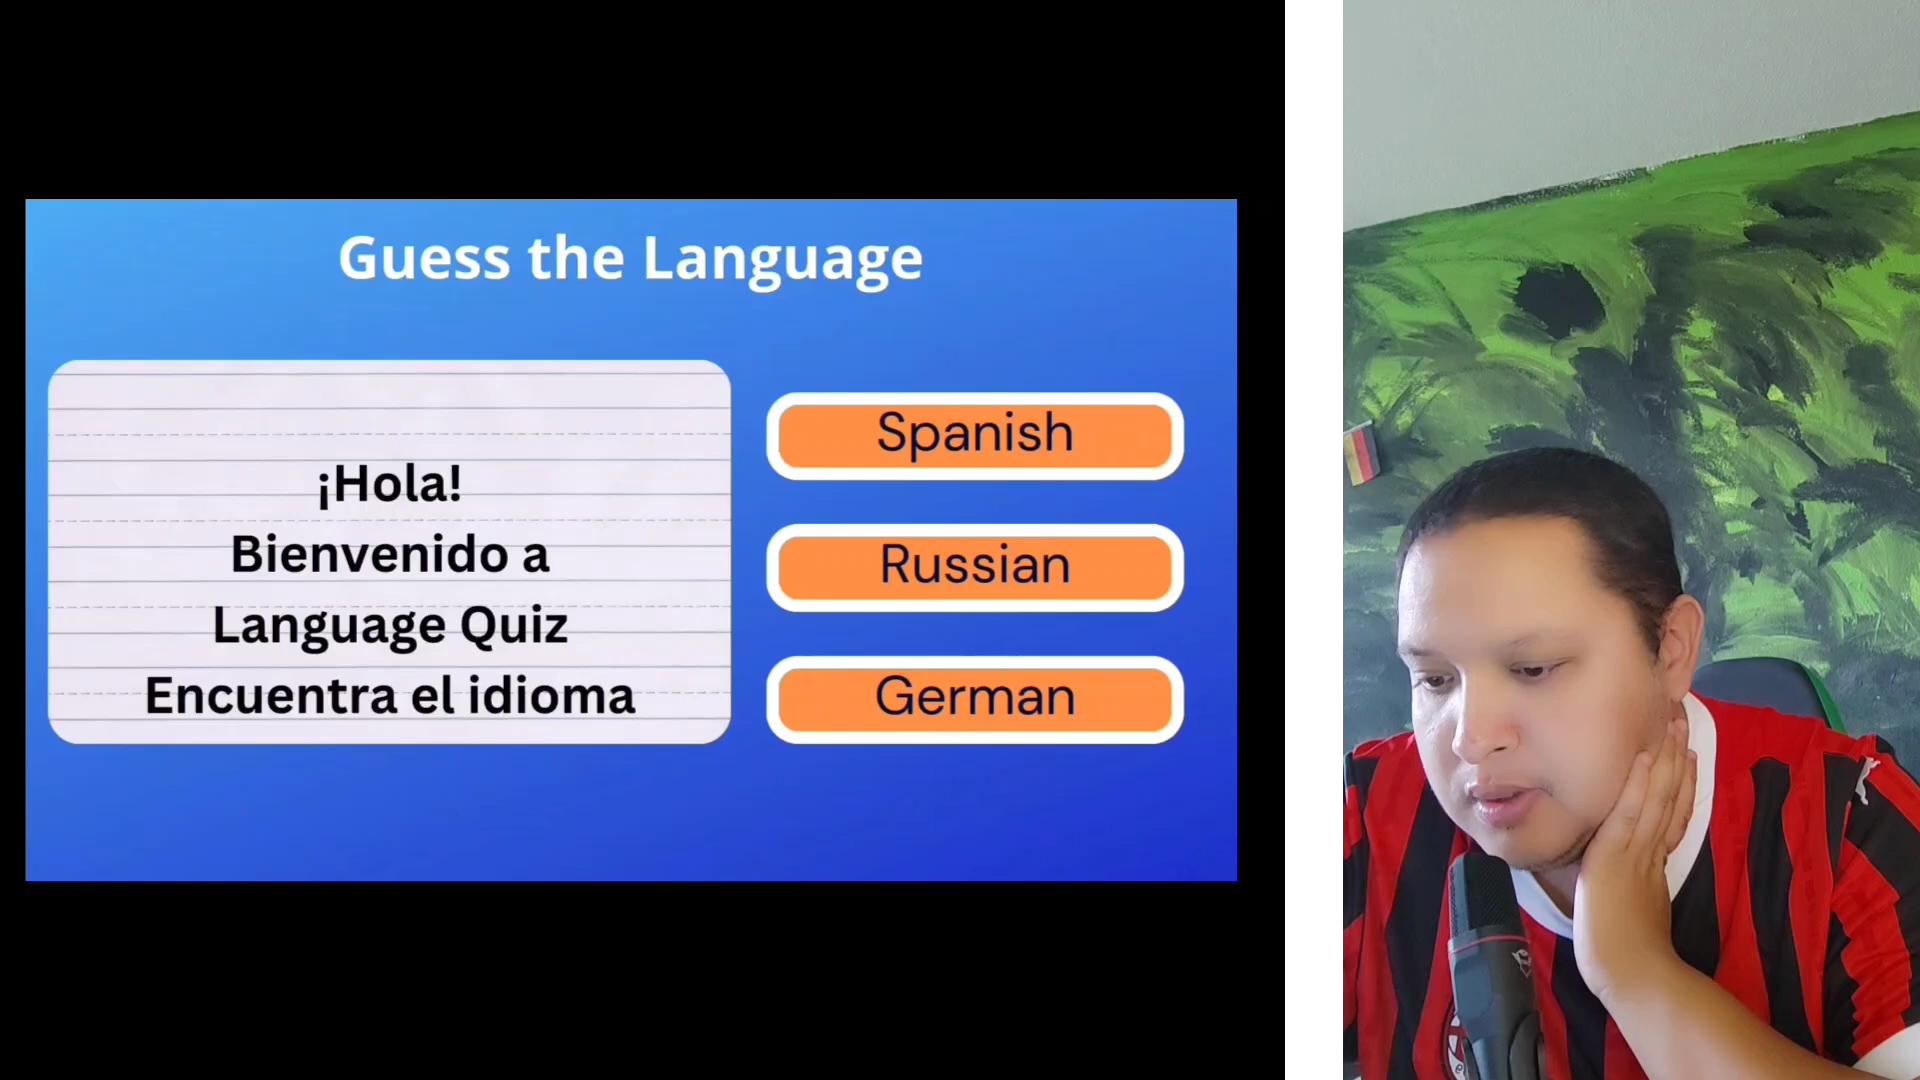 Guess the Language
¡Hola!
Bienvenido a
Language Quiz
Encuentra el idioma
Spanish
Russian
German